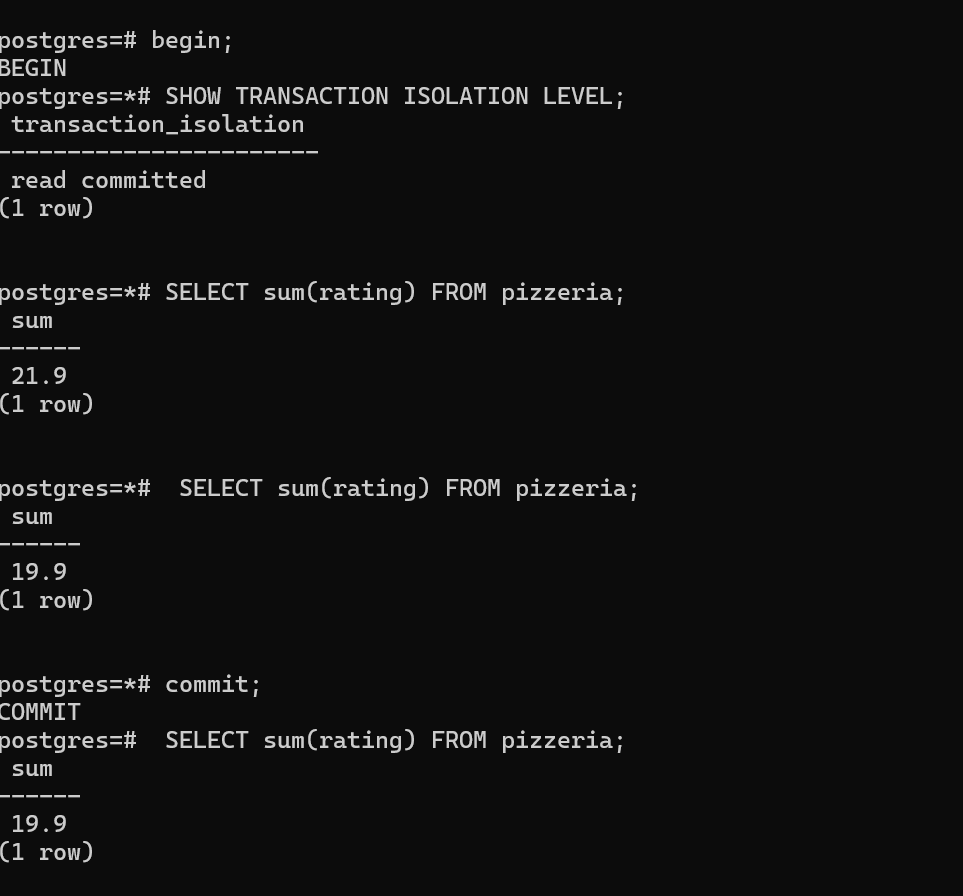 postgres=# begin;
BEGIN
postgres=*# SHOW TRANSACTION ISOLATION LEVEL;
 transaction_isolation
-----------------------
 read committed
(1 row)

postgres=*# SELECT sum(rating) FROM pizzeria;
 sum
------
 21.9
(1 row)

postgres=*#  SELECT sum(rating) FROM pizzeria;
 sum
------
 19.9
(1 row)

postgres=*# commit;
COMMIT
postgres=#  SELECT sum(rating) FROM pizzeria;
 sum
------
 19.9
(1 row)